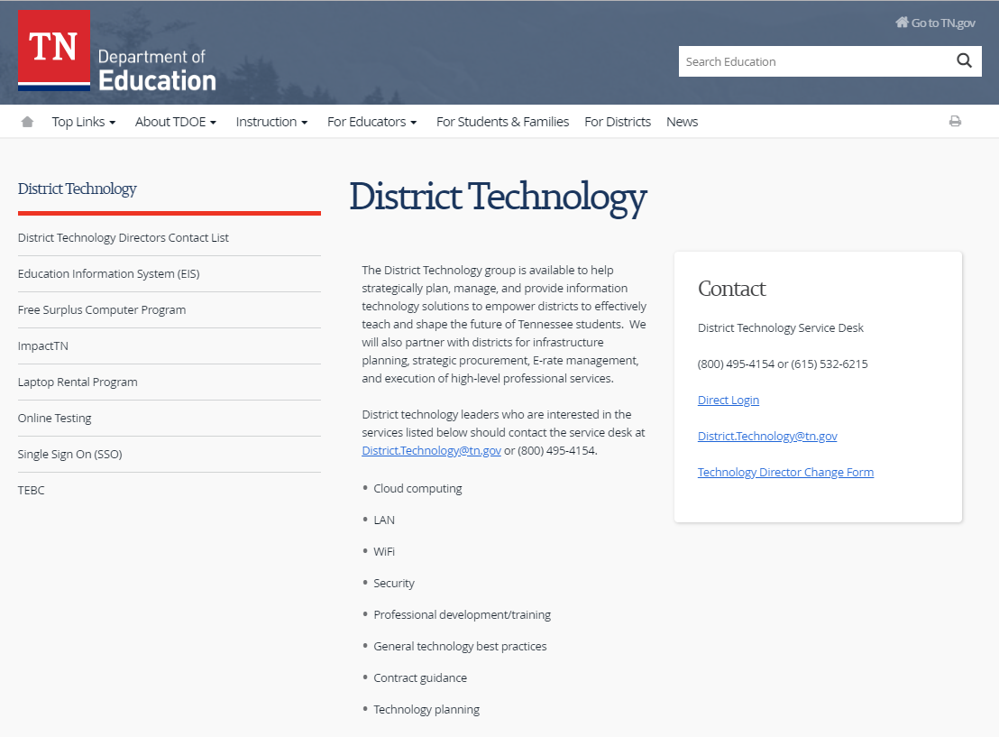 TN
Department of
Education
Go to TN.gov
Search Education
Top Links
About TDOE
Instruction
For Educators
For Students & Families
For Districts
News
District Technology
District Technology Directors Contact List
Education Information System (EIS)
Free Surplus Computer Program
ImpactTN
Laptop Rental Program
Online Testing
Single Sign On (SSO)
TEBC
District Technology
The District Technology group is available to help
strategically plan, manage, and provide information
technology solutions to empower districts to effectively
teach and shape the future of Tennessee students.  We
will also partner with districts for infrastructure
planning, strategic procurement, E-rate management,
and execution of high-level professional services.
District technology leaders who are interested in the
services listed below should contact the service desk at
District.Technology@tn.gov or (800) 495-4154.
• Cloud computing
• LAN
• WiFi
• Security
• Professional development/training
• General technology best practices
• Contract guidance
• Technology planning
Contact
District Technology Service Desk
(800) 495-4154 or (615) 532-6215
Direct Login
District.Technology@tn.gov
Technology Director Change Form